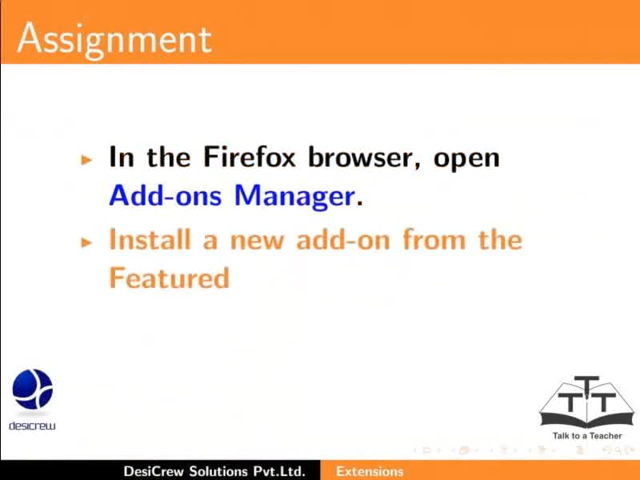 Assignment
In the Firefox browser, open
Add-ons Manager.
Install a new add-on from the
Featured
desicrew
TTT
Talk to a Teacher
DesiCrew Solutions Pvt.Ltd. Extensions